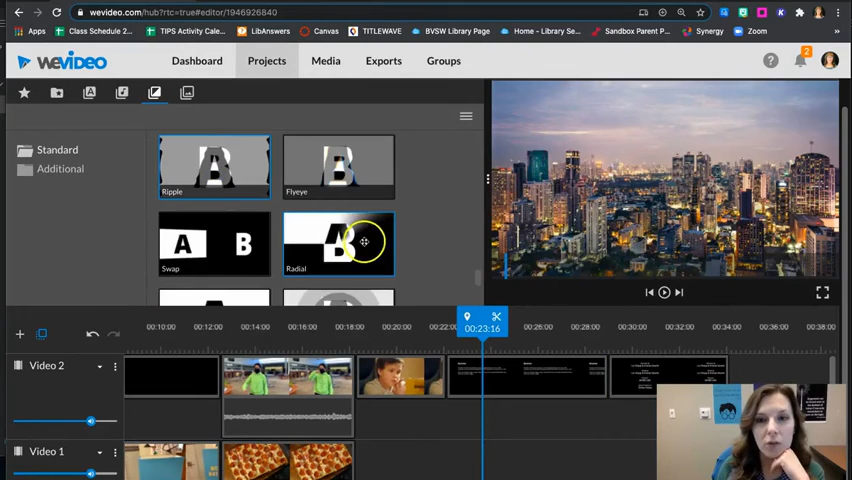 wevideo.com/hub?rtc=true#editor/1946926840
Apps Class Schedule 2... TIPS Activity Cale... LibAnswers TITLEWAVE BVSW Library Page Home - Library Se... Sandbox Parent P... Synergy Zoom
wevideo Dashboard Projects Media Exports Groups 2
Standard
Additional
Ripple
Flyeye
A B
Swap
Radial
00:23:16
00:10:00 00:12:00 00:14:00 00:16:00 00:18:00 00:20:00 00:22:00 00:26:00 00:28:00 00:30:00 00:32:00 00:34:00 00:36:00 00:38:00
Video 2
Video 1